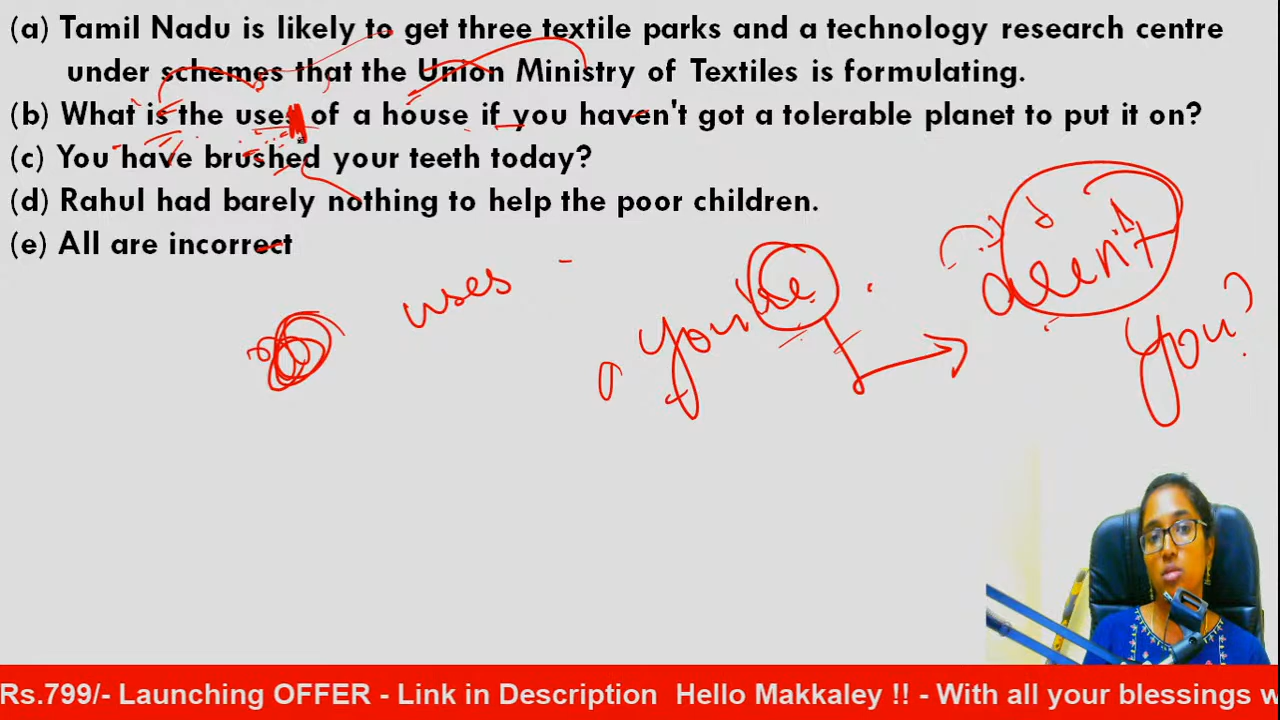 (a) Tamil Nadu is likely to get three textile parks and a technology research centre
under schemes that the Union Ministry of Textiles is formulating.
(b) What is the uses of a house if you haven't got a tolerable planet to put it on?
(c) You have brushed your teeth today?
(d) Rahul had barely nothing to help the poor children.
(e) All are incorrect
uses
you
you?
Rs.799/- Launching OFFER - Link in Description Hello Makkaley !! - With all your blessings w